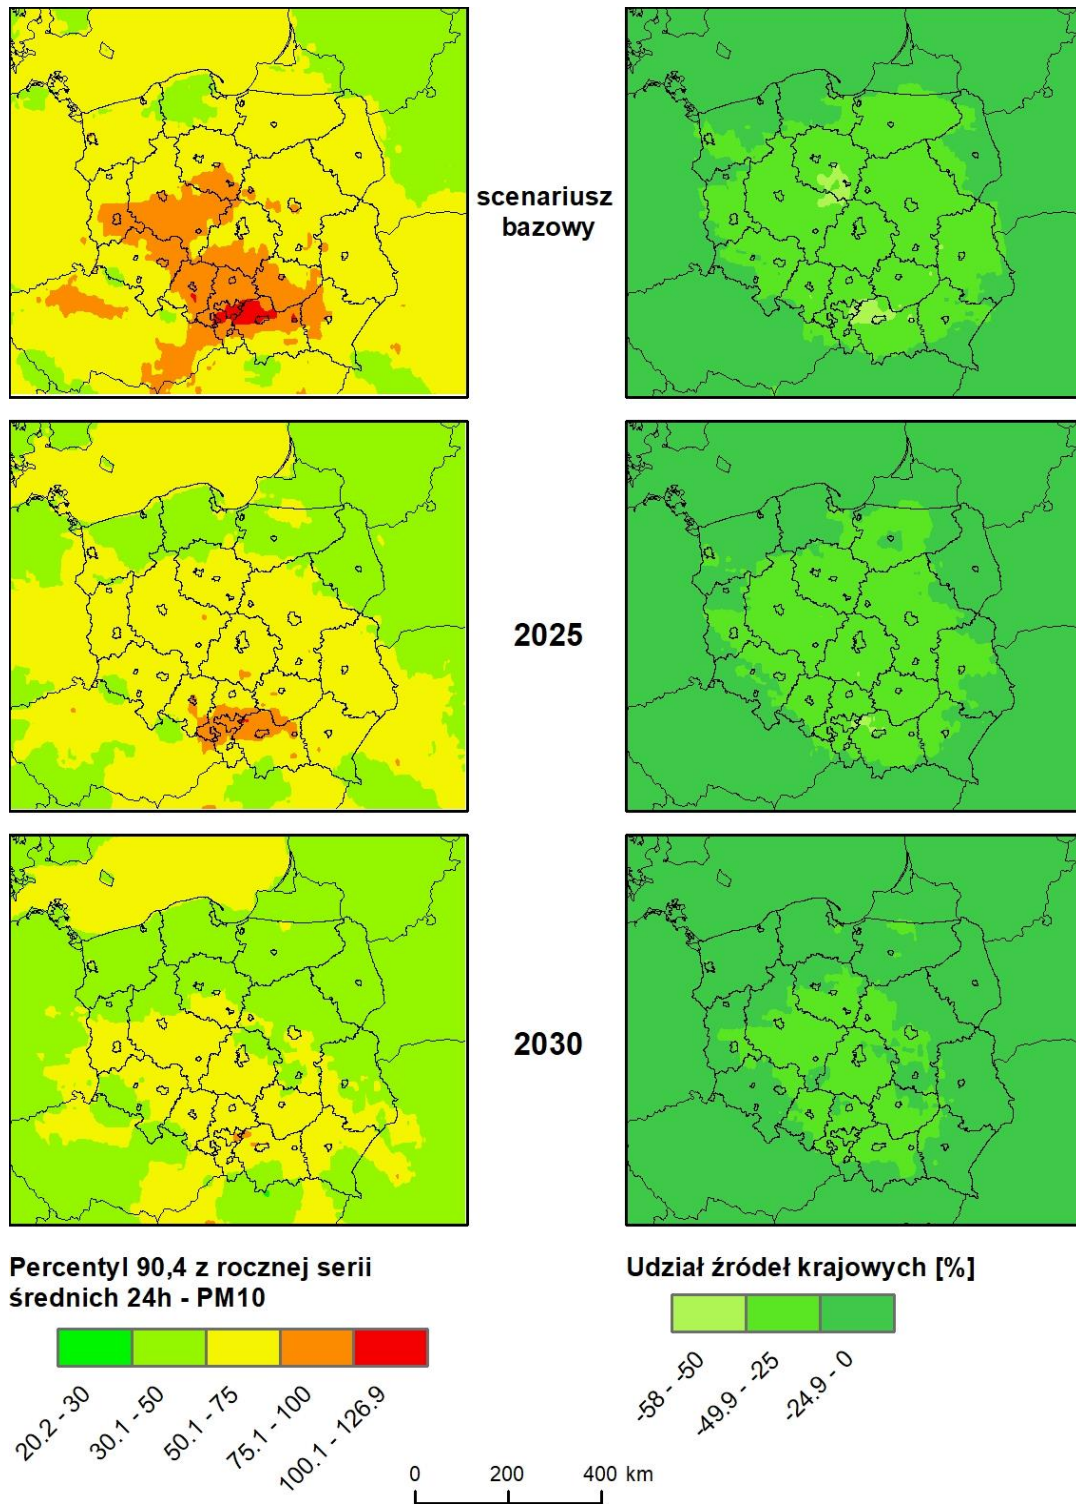 scenariusz
bazowy
2025
2030
Percentyl 90,4 z rocznej serii
średnich 24h - PM10
20.2 - 30
30.1 - 50
50.1 - 75
75.1 - 100
100.1 - 126.9
Udział źródeł krajowych [%]
-58 - -50
-49.9 - -25
-24.9 - 0
0 200 400 km